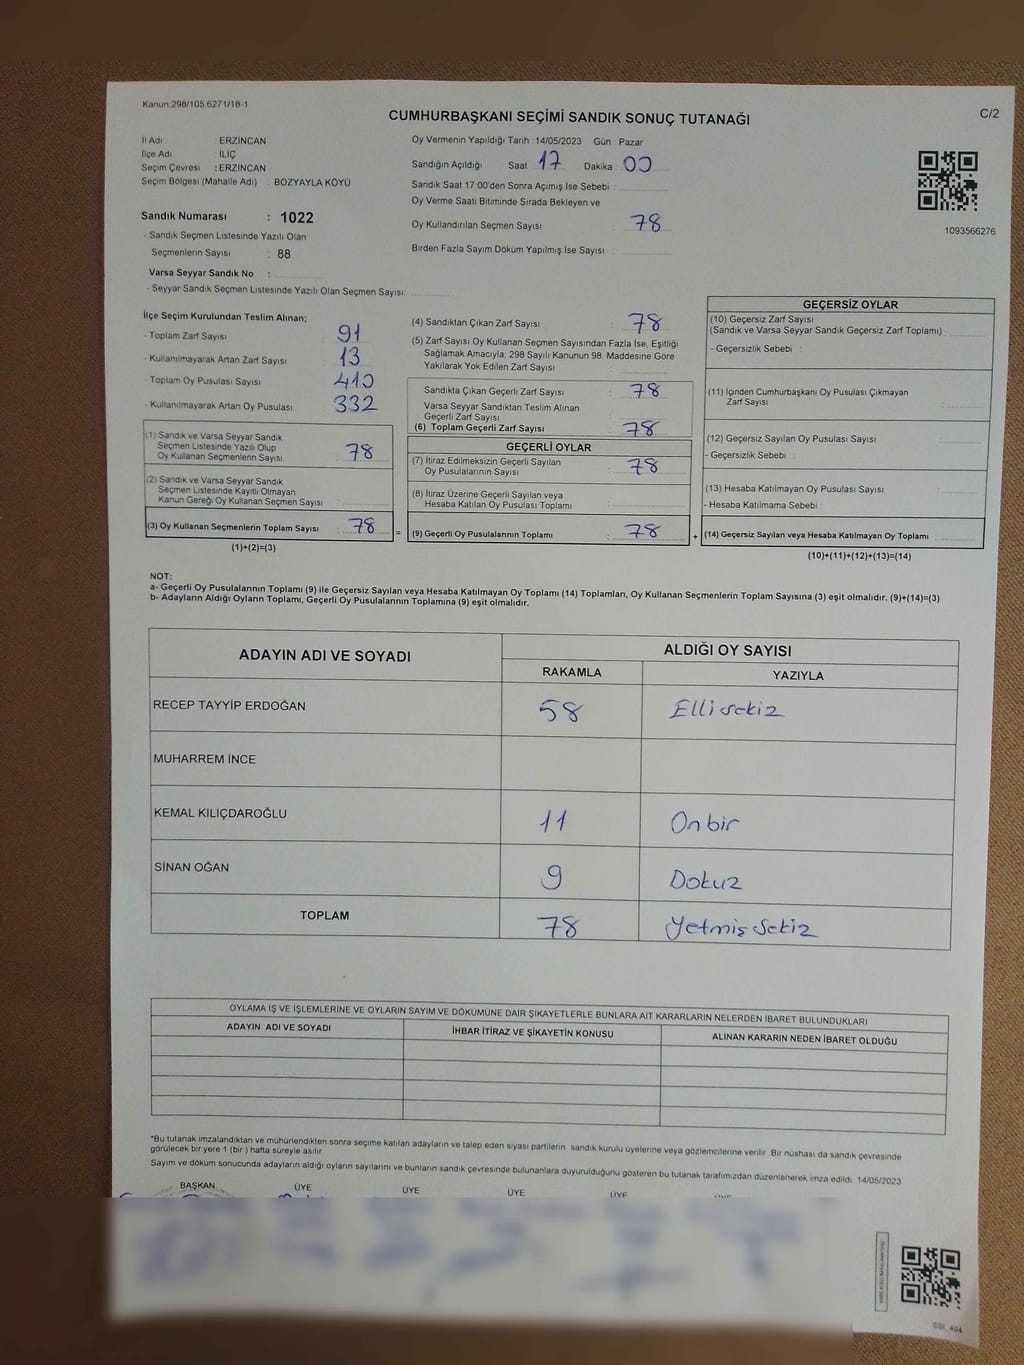 Kanun 298/105,6271/18-1
CUMHURBAŞKANI SEÇİMİ SANDIK SONUÇ TUTANAĞI
C/2
İl Adı : ERZİNCAN
İlçe Adı : İLİÇ
Seçim Çevresi : ERZİNCAN
Seçim Bölgesi (Mahalle Adı) : BOZYAYLA KÖYÜ
Sandık Numarası : 1022
- Sandık Seçmen Listesinde Yazılı Olan
Seçmenlerin Sayısı : 88
Varsa Seyyar Sandık No :
- Seyyar Sandık Seçmen Listesinde Yazılı Olan Seçmen Sayısı:
Oy Vermenin Yapıldığı Tarih : 14/05/2023 Gün : Pazar
Sandığın Açıldığı Saat 17 Dakika : 00
Sandık Saat 17:00'den Sonra Açımış İse Sebebi :
Oy Verme Saati Bitiminde Sırada Bekleyen ve
Oy Kullandırılan Seçmen Sayısı : 78
Birden Fazla Sayım Döküm Yapılmış İse Sayısı :
1093566276
İlçe Seçim Kurulundan Teslim Alınan;
- Toplam Zarf Sayısı : 91
- Kullanılmayarak Artan Zarf Sayısı : 13
- Toplam Oy Pusulası Sayısı : 410
- Kullanılmayarak Artan Oy Pusulası : 332
(1) Sandık ve Varsa Seyyar Sandık
Seçmen Listesinde Yazılı Olup
Oy Kullanan Seçmenlerin Sayısı : 78
(2) Sandık ve Varsa Seyyar Sandık
Seçmen Listesinde Kayıtlı Olmayan
Kanun Gereği Oy Kullanan Seçmen Sayısı :
(3) Oy Kullanan Seçmenlerin Toplam Sayısı : 78
(1)+(2)=(3)
=
(4) Sandıktan Çıkan Zarf Sayısı : 78
(5) Zarf Sayısı Oy Kullanan Seçmen Sayısından Fazla İse, Eşitliği
Sağlamak Amacıyla; 298 Sayılı Kanunun 98. Maddesine Göre
Yakılarak Yok Edilen Zarf Sayısı :
Sandıkta Çıkan Geçerli Zarf Sayısı : 78
Varsa Seyyar Sandıktan Teslim Alınan
Geçerli Zarf Sayısı :
(6) Toplam Geçerli Zarf Sayısı : 78
GEÇERLİ OYLAR
(7) İtiraz Edilmeksizin Geçerli Sayılan
Oy Pusulalarının Sayısı : 78
(8) İtiraz Üzerine Geçerli Sayılan veya
Hesaba Katılan Oy Pusulası Toplamı :
(9) Geçerli Oy Pusulalarının Toplamı : 78
+
GEÇERSİZ OYLAR
(10) Geçersiz Zarf Sayısı
(Sandık ve Varsa Seyyar Sandık Geçersiz Zarf Toplamı) :
- Geçersizlik Sebebi :
(11) İçinden Cumhurbaşkanı Oy Pusulası Çıkmayan
Zarf Sayısı :
(12) Geçersiz Sayılan Oy Pusulası Sayısı :
- Geçersizlik Sebebi :
(13) Hesaba Katılmayan Oy Pusulası Sayısı :
- Hesaba Katılmama Sebebi :
(14) Geçersiz Sayılan veya Hesaba Katılmayan Oy Toplamı :
(10)+(11)+(12)+(13)=(14)
NOT:
a- Geçerli Oy Pusulalarının Toplamı (9) ile Geçersiz Sayılan veya Hesaba Katılmayan Oy Toplamı (14) Toplamları, Oy Kullanan Seçmenlerin Toplam Sayısına (3) eşit olmalıdır. (9)+(14)=(3)
b- Adayların Aldığı Oyların Toplamı, Geçerli Oy Pusulalarının Toplamına (9) eşit olmalıdır.
ADAYIN ADI VE SOYADI
ALDIĞI OY SAYISI
RAKAMLA YAZIYLA
RECEP TAYYİP ERDOĞAN 58 Ellisekiz
MUHARREM İNCE
KEMAL KILIÇDAROĞLU 11 Onbir
SİNAN OĞAN 9 Dokuz
TOPLAM 78 Yetmiş Sekiz
OYLAMA İŞ VE İŞLEMLERİNE VE OYLARIN SAYIM VE DÖKÜMÜNE DAİR ŞİKAYETLERLE BUNLARA AİT KARARLARIN NELERDEN İBARET BULUNDUKLARI
ADAYIN ADI VE SOYADI İHBAR İTİRAZ VE ŞİKAYETİN KONUSU ALINAN KARARIN NEDEN İBARET OLDUĞU
*Bu tutanak imzalandıktan ve mühürlendikten sonra seçime katılan adayların ve talep eden siyasi partilerin sandık kurulu üyelerine veya gözlemcilerine verilir. Bir nüshası da sandık çevresinde
görülecek bir yere 1 (bir ) hafta süreyle asılır.
Sayım ve döküm sonucunda adayların aldığı oyların sayılarını ve bunların sandık çevresinde bulunanlara duyurulduğunu gösteren bu tutanak tarafımızdan düzenlenerek imza edildi. 14/05/2023
BAŞKAN ÜYE ÜYE ÜYE ÜYE